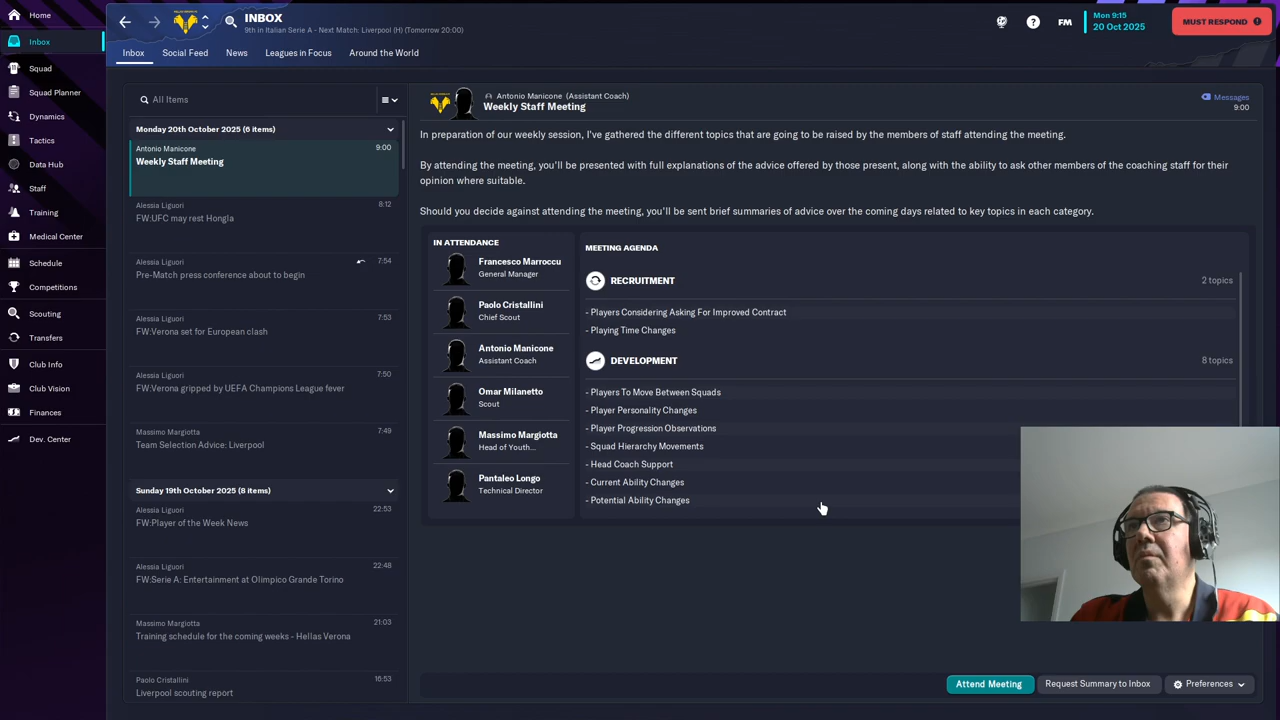 Home
Inbox
Squad
Squad Planner
Dynamics
Tactics
Data Hub
Staff
Training
Medical Center
Schedule
Competitions
Scouting
Transfers
Club Info
Club Vision
Finances
Dev. Center
INBOX
9th in Italian Serie A - Next Match: Liverpool (H) (Tomorrow 20:00)
FM
Mon 9:15
20 Oct 2025
MUST RESPOND
Inbox
Social Feed
News
Leagues in Focus
Around the World
All Items
Monday 20th October 2025 (6 items)
Antonio Manicone 9:00
Weekly Staff Meeting
Alessia Liguori 8:12
FW:UFC may rest Hongla
Alessia Liguori 7:54
Pre-Match press conference about to begin
Alessia Liguori 7:53
FW:Verona set for European clash
Alessia Liguori 7:50
FW:Verona gripped by UEFA Champions League fever
Massimo Margiotta 7:49
Team Selection Advice: Liverpool
Sunday 19th October 2025 (8 items)
Alessia Liguori 22:53
FW:Player of the Week News
Alessia Liguori 22:48
FW:Serie A: Entertainment at Olimpico Grande Torino
Massimo Margiotta 21:03
Training schedule for the coming weeks - Hellas Verona
Paolo Cristallini 16:53
Liverpool scouting report
Antonio Manicone (Assistant Coach)
Weekly Staff Meeting
Messages
9:00
In preparation of our weekly session, I've gathered the different topics that are going to be raised by the members of staff attending the meeting.
By attending the meeting, you'll be presented with full explanations of the advice offered by those present, along with the ability to ask other members of the coaching staff for their
opinion where suitable.
Should you decide against attending the meeting, you'll be sent brief summaries of advice over the coming days related to key topics in each category.
IN ATTENDANCE
Francesco Marroccu
General Manager
Paolo Cristallini
Chief Scout
Antonio Manicone
Assistant Coach
Omar Milanetto
Scout
Massimo Margiotta
Head of Youth...
Pantaleo Longo
Technical Director
MEETING AGENDA
RECRUITMENT 2 topics
- Players Considering Asking For Improved Contract
- Playing Time Changes
DEVELOPMENT 8 topics
- Players To Move Between Squads
- Player Personality Changes
- Player Progression Observations
- Squad Hierarchy Movements
- Head Coach Support
- Current Ability Changes
- Potential Ability Changes
Attend Meeting
Request Summary to Inbox
Preferences